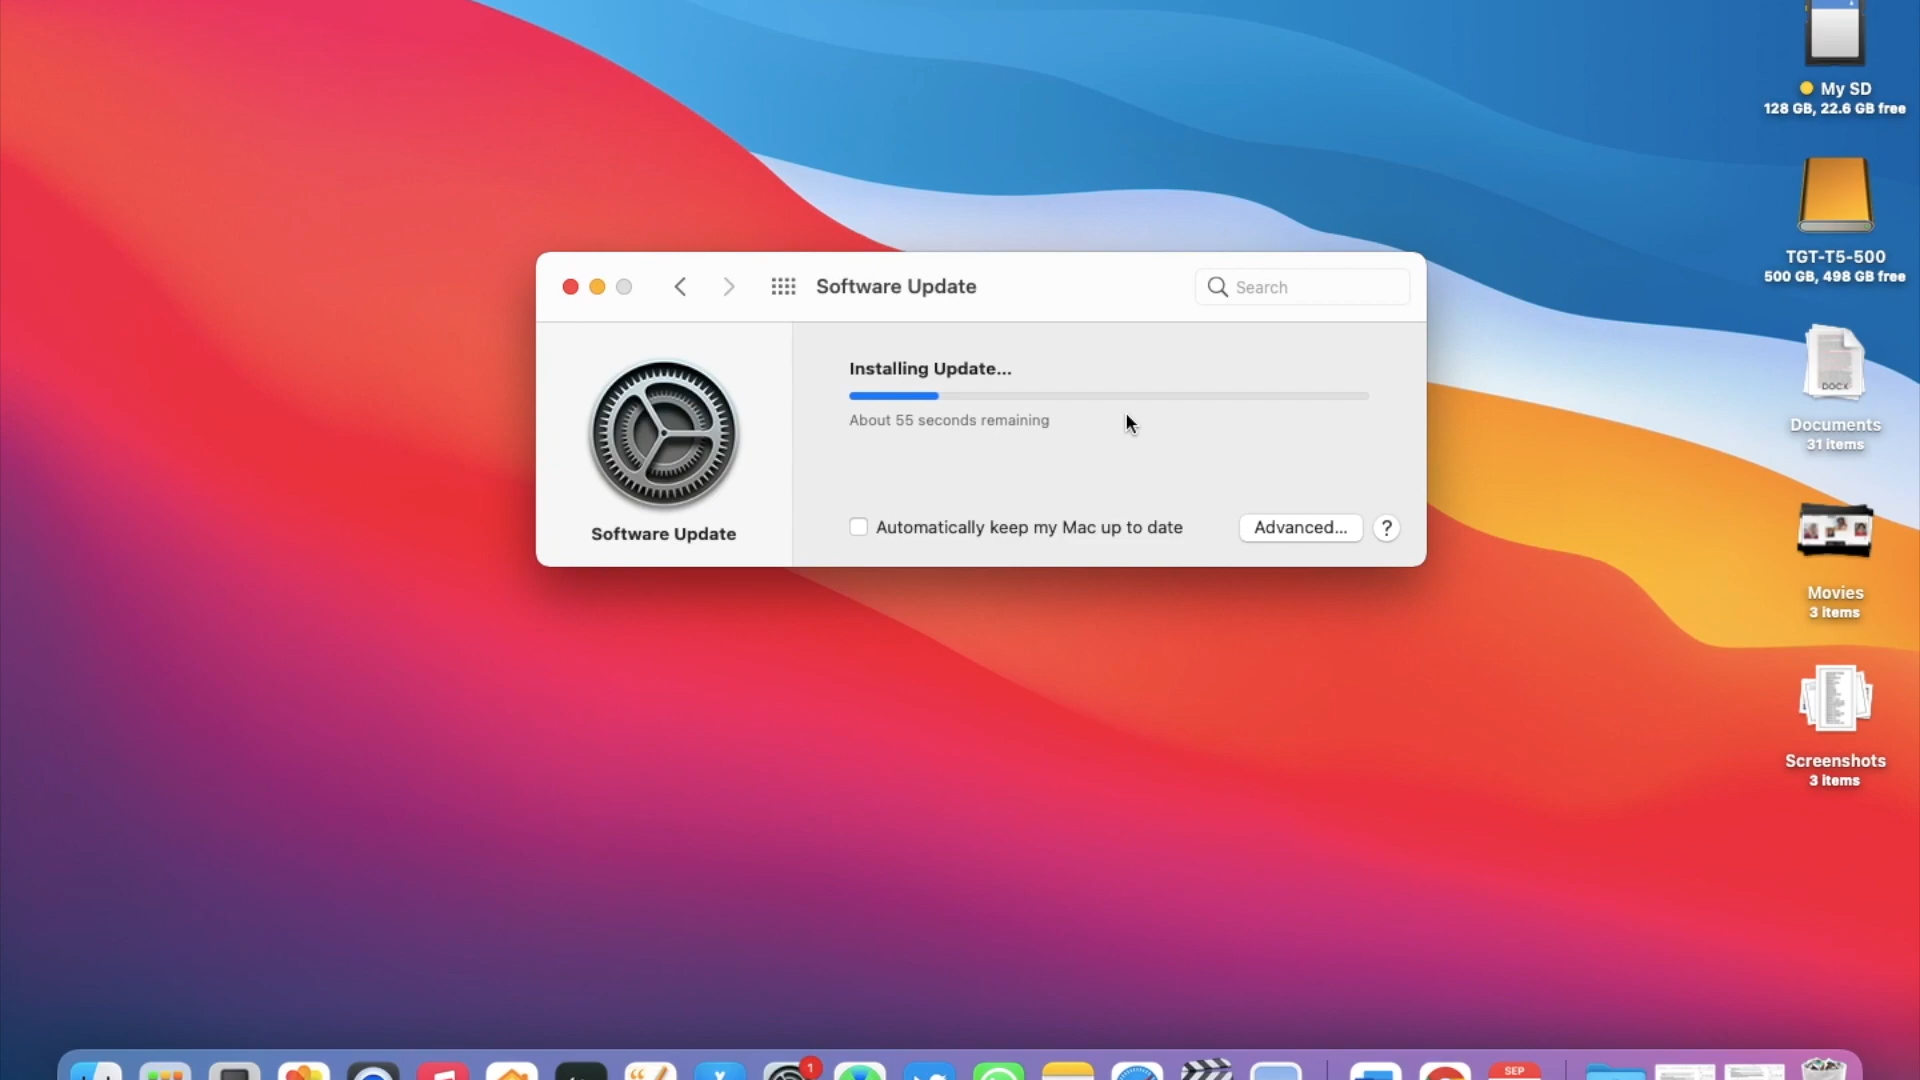 My SD
128 GB, 22.6 GB free
TGT-T5-500
500 GB, 498 GB free
Software Update
Search
Installing Update...
About 55 seconds remaining
Software Update
Automatically keep my Mac up to date
Advanced...
?
DOCX
Documents
31 items
Movies
3 items
Screenshots
3 items
1
SEP